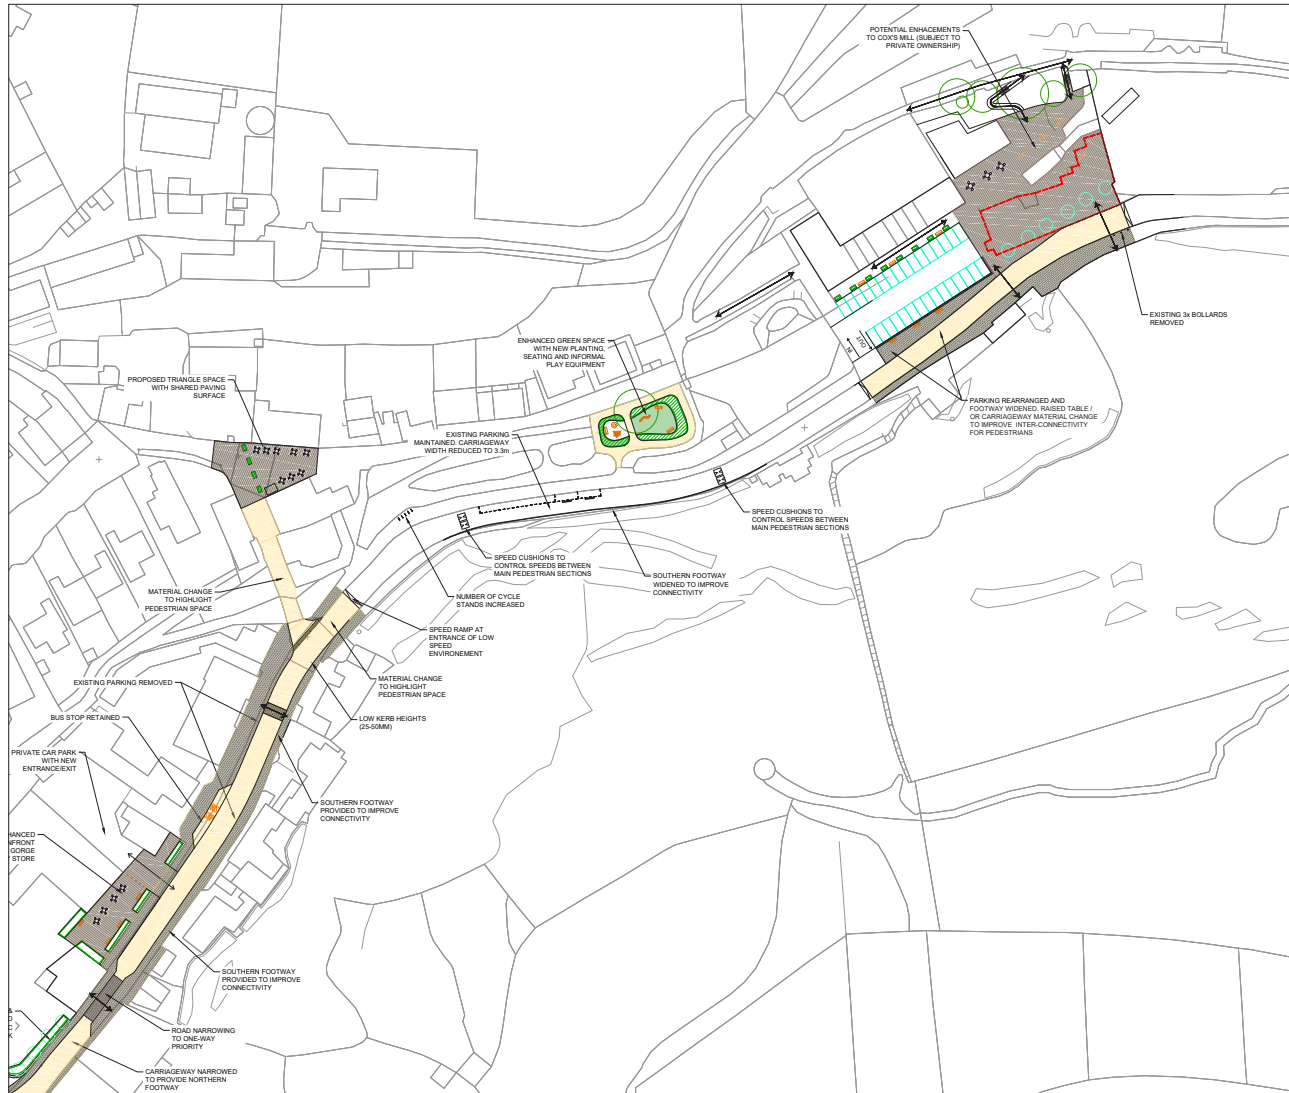 POTENTIAL ENHACEMENTS
TO COX'S MILL (SUBJECT TO
PRIVATE OWNERSHIP)
EXISTING 3x BOLLARDS
REMOVED
IN
OUT
ENHANCED GREEN SPACE
WITH NEW PLANTING,
SEATING AND INFORMAL
PLAY EQUIPMENT
PROPOSED TRIANGLE SPACE
WITH SHARED PAVING
SURFACE
PARKING REARRANGED AND
FOOTWAY WIDENED. RAISED TABLE /
OR CARRIAGEWAY MATERIAL CHANGE
TO IMPROVE INTER-CONNECTIVITY
FOR PEDESTRIANS
EXISTING PARKING
MAINTAINED. CARRIAGEWAY
WIDTH REDUCED TO 3.3m
SPEED CUSHIONS TO
CONTROL SPEEDS BETWEEN
MAIN PEDESTRIAN SECTIONS
SPEED CUSHIONS TO
CONTROL SPEEDS BETWEEN
MAIN PEDESTRIAN SECTIONS
SOUTHERN FOOTWAY
WIDENED TO IMPROVE
CONNECTIVITY
MATERIAL CHANGE
TO HIGHLIGHT
PEDESTRIAN SPACE
NUMBER OF CYCLE
STANDS INCREASED
SPEED RAMP AT
ENTRANCE OF LOW
SPEED
ENVIRONEMENT
EXISTING PARKING REMOVED
MATERIAL CHANGE
TO HIGHLIGHT
PEDESTRIAN SPACE
BUS STOP RETAINED
LOW KERB HEIGHTS
(25-50MM)
PRIVATE CAR PARK
WITH NEW
ENTRANCE/EXIT
SOUTHERN FOOTWAY
PROVIDED TO IMPROVE
CONNECTIVITY
HANCED
NFRONT
GORGE
STORE
SOUTHERN FOOTWAY
PROVIDED TO IMPROVE
CONNECTIVITY
&
D
C
K
ROAD NARROWING
TO ONE-WAY
PRIORITY
CARRIAGEWAY NARROWED
TO PROVIDE NORTHERN
FOOTWAY